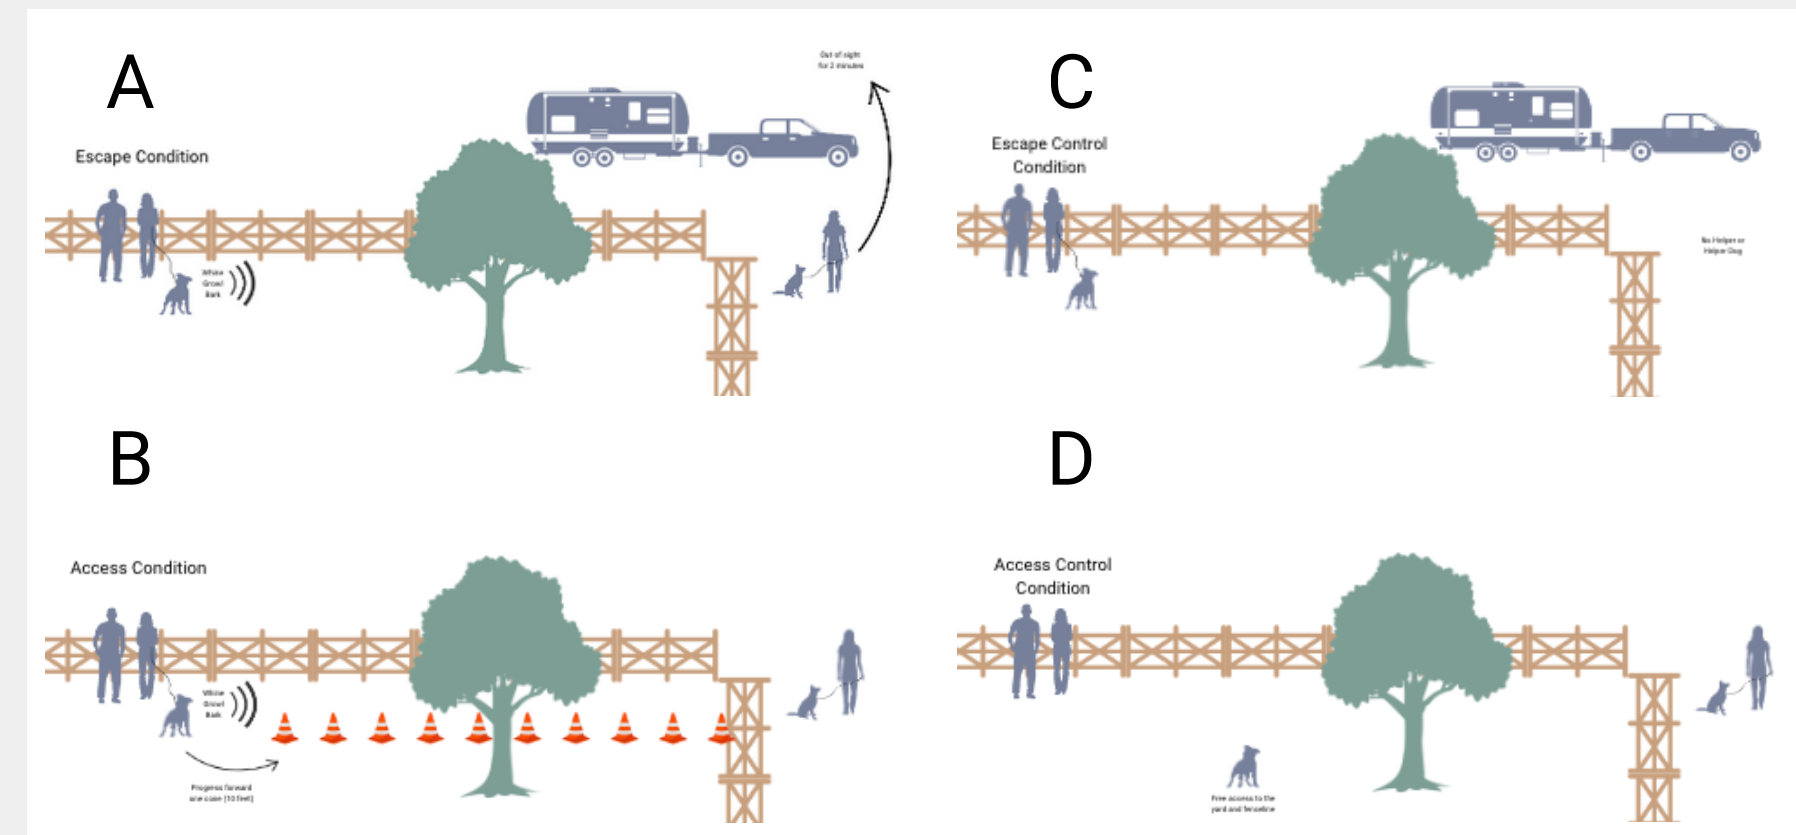 A
Out of sight
for 2 minutes
Escape Condition
Whine
Growl
Bark
C
Escape Control
Condition
No Helper or
Helper Dog
B
Access Condition
Whine
Growl
Bark
Progress forward
one cone (10 feet)
D
Access Control
Condition
Free access to the
yard and fenceline